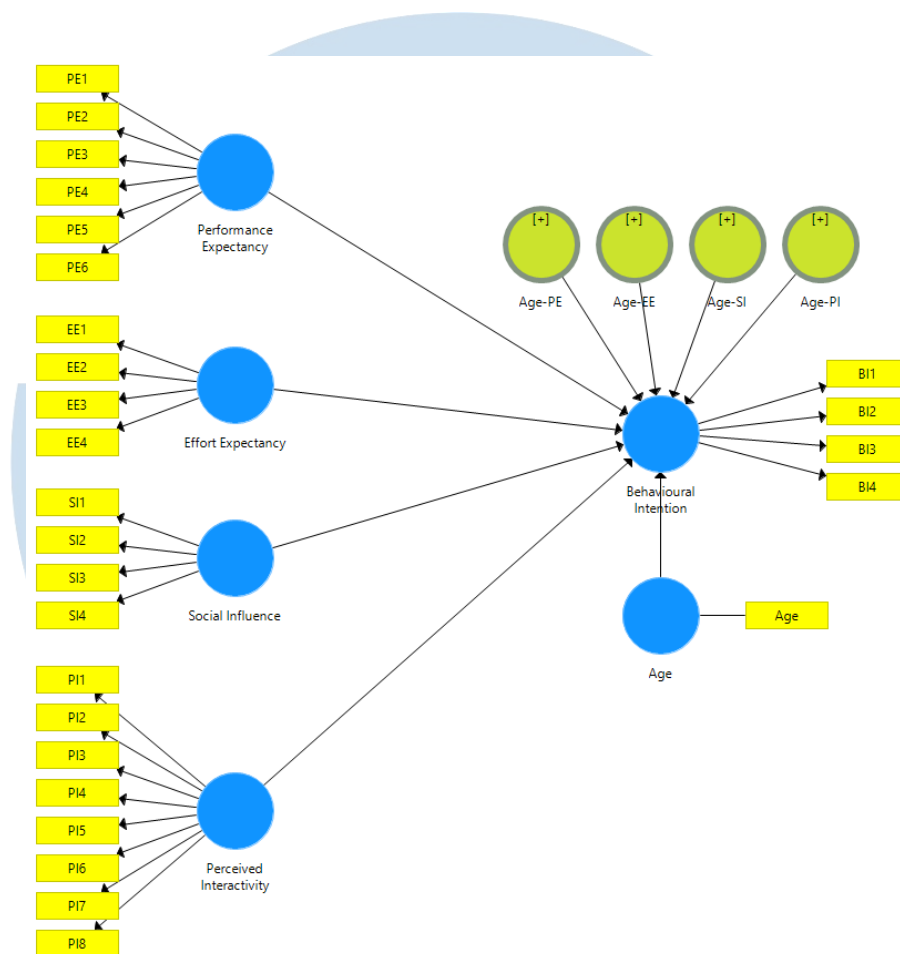 PE1
PE2
PE3
PE4
PE5
PE6
Performance
Expectancy
[+]
[+]
[+]
[+]
Age-PE
Age-EE
Age-SI
Age-PI
EE1
EE2
EE3
EE4
Effort Expectancy
BI1
BI2
BI3
BI4
Behavioural
Intention
SI1
SI2
SI3
SI4
Social Influence
Age
Age
PI1
PI2
PI3
PI4
PI5
PI6
PI7
PI8
Perceived
Interactivity